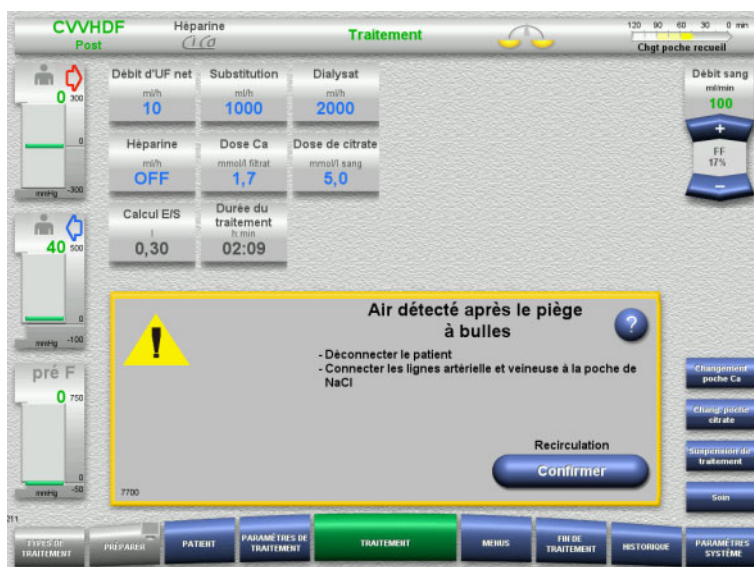 CVVHDF
Post
Héparine
CiCa
Traitement
120 90 60 30 0 min
Chgt poche recueil
0 300
0
mmHg -300
40 500
0
mmHg -100
pré F
0 750
0
mmHg -50
Débit d'UF net
ml/h
10
Substitution
ml/h
1000
Dialysat
ml/h
2000
Héparine
ml/h
OFF
Dose Ca
mmol/l filtrat
1,7
Dose de citrate
mmol/l sang
5,0
Calcul E/S
l
0,30
Durée du
traitement
h:min
02:09
Débit sang
ml/min
100
+
FF
17%
−
!
Air détecté après le piège
à bulles
?
- Déconnecter le patient
- Connecter les lignes artérielle et veineuse à la poche de
NaCl
Recirculation
Confirmer
7700
Changement
poche Ca
Chang. poche
citrate
Suspension de
traitement
Soin
211
TYPES DE
TRAITEMENT
PRÉPARER
PATIENT
PARAMÈTRES DE
TRAITEMENT
TRAITEMENT
MENUS
FIN DE
TRAITEMENT
HISTORIQUE
PARAMÈTRES
SYSTÈME